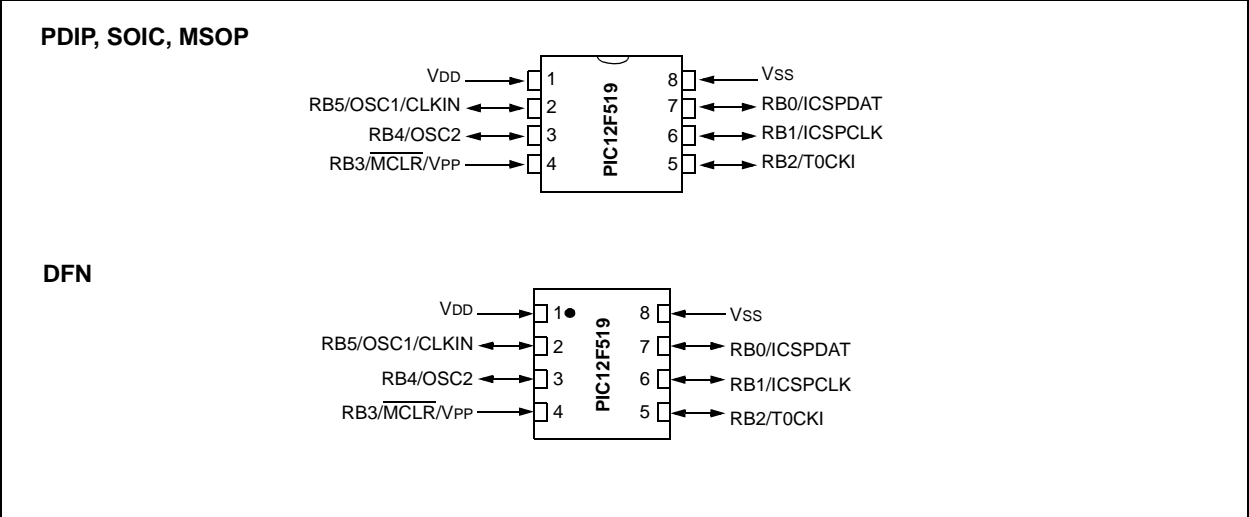 PDIP, SOIC, MSOP
VDD 1 8 VSS
RB5/OSC1/CLKIN 2 7 RB0/ICSPDAT
RB4/OSC2 3 6 RB1/ICSPCLK
RB3/MCLR/VPP 4 5 RB2/T0CKI
PIC12F519
DFN
VDD 1 8 VSS
RB5/OSC1/CLKIN 2 7 RB0/ICSPDAT
RB4/OSC2 3 6 RB1/ICSPCLK
RB3/MCLR/VPP 4 5 RB2/T0CKI
PIC12F519